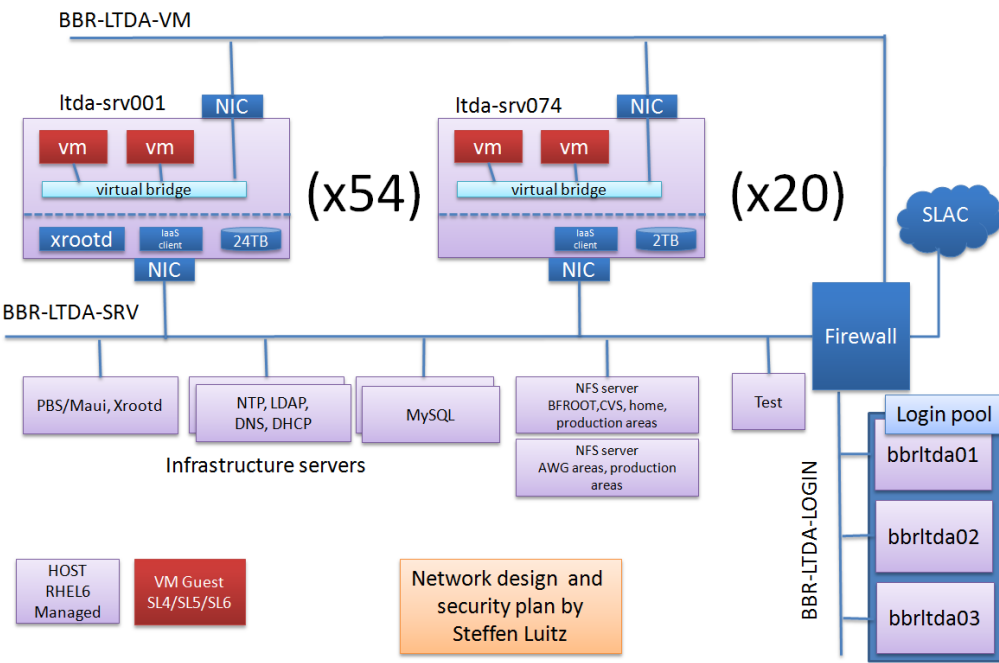 BBR-LTDA-VM
ltda-srv001
NIC
vm
vm
virtual bridge
xrootd
IaaS
client
24TB
NIC
(x54)
ltda-srv074
NIC
vm
vm
virtual bridge
IaaS
client
2TB
NIC
(x20)
SLAC
BBR-LTDA-SRV
Firewall
PBS/Maui, Xrootd
NTP, LDAP,
DNS, DHCP
MySQL
NFS server
BFROOT,CVS, home,
production areas
NFS server
AWG areas, production
areas
Test
Infrastructure servers
BBR-LTDA-LOGIN
Login pool
bbrltda01
bbrltda02
bbrltda03
HOST
RHEL6
Managed
VM Guest
SL4/SL5/SL6
Network design and
security plan by
Steffen Luitz